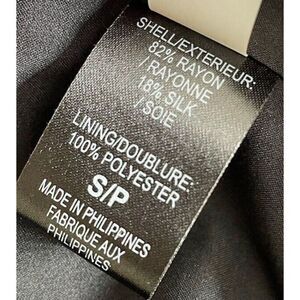 SHELL/EXTERIEUR:
82% RAYON
/ RAYONNE
18% SILK
/ SOIE
LINING/DOUBLURE:
100% POLYESTER
S/P
MADE IN PHILIPPINES
FABRIQUE AUX
PHILIPPINES